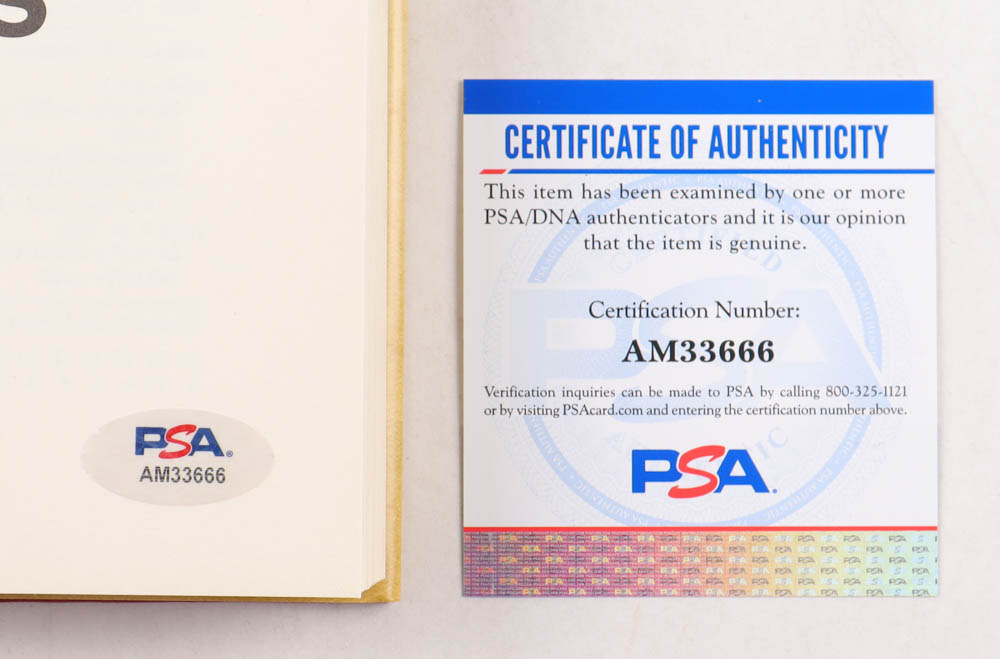 S
PSA®
AM33666
CERTIFICATE OF AUTHENTICITY
This item has been examined by one or more
PSA/DNA authenticators and it is our opinion
that the item is genuine.
Certification Number:
AM33666
Verification inquiries can be made to PSA by calling 800-325-1121
or by visiting PSAcard.com and entering the certification number above.
PSA.